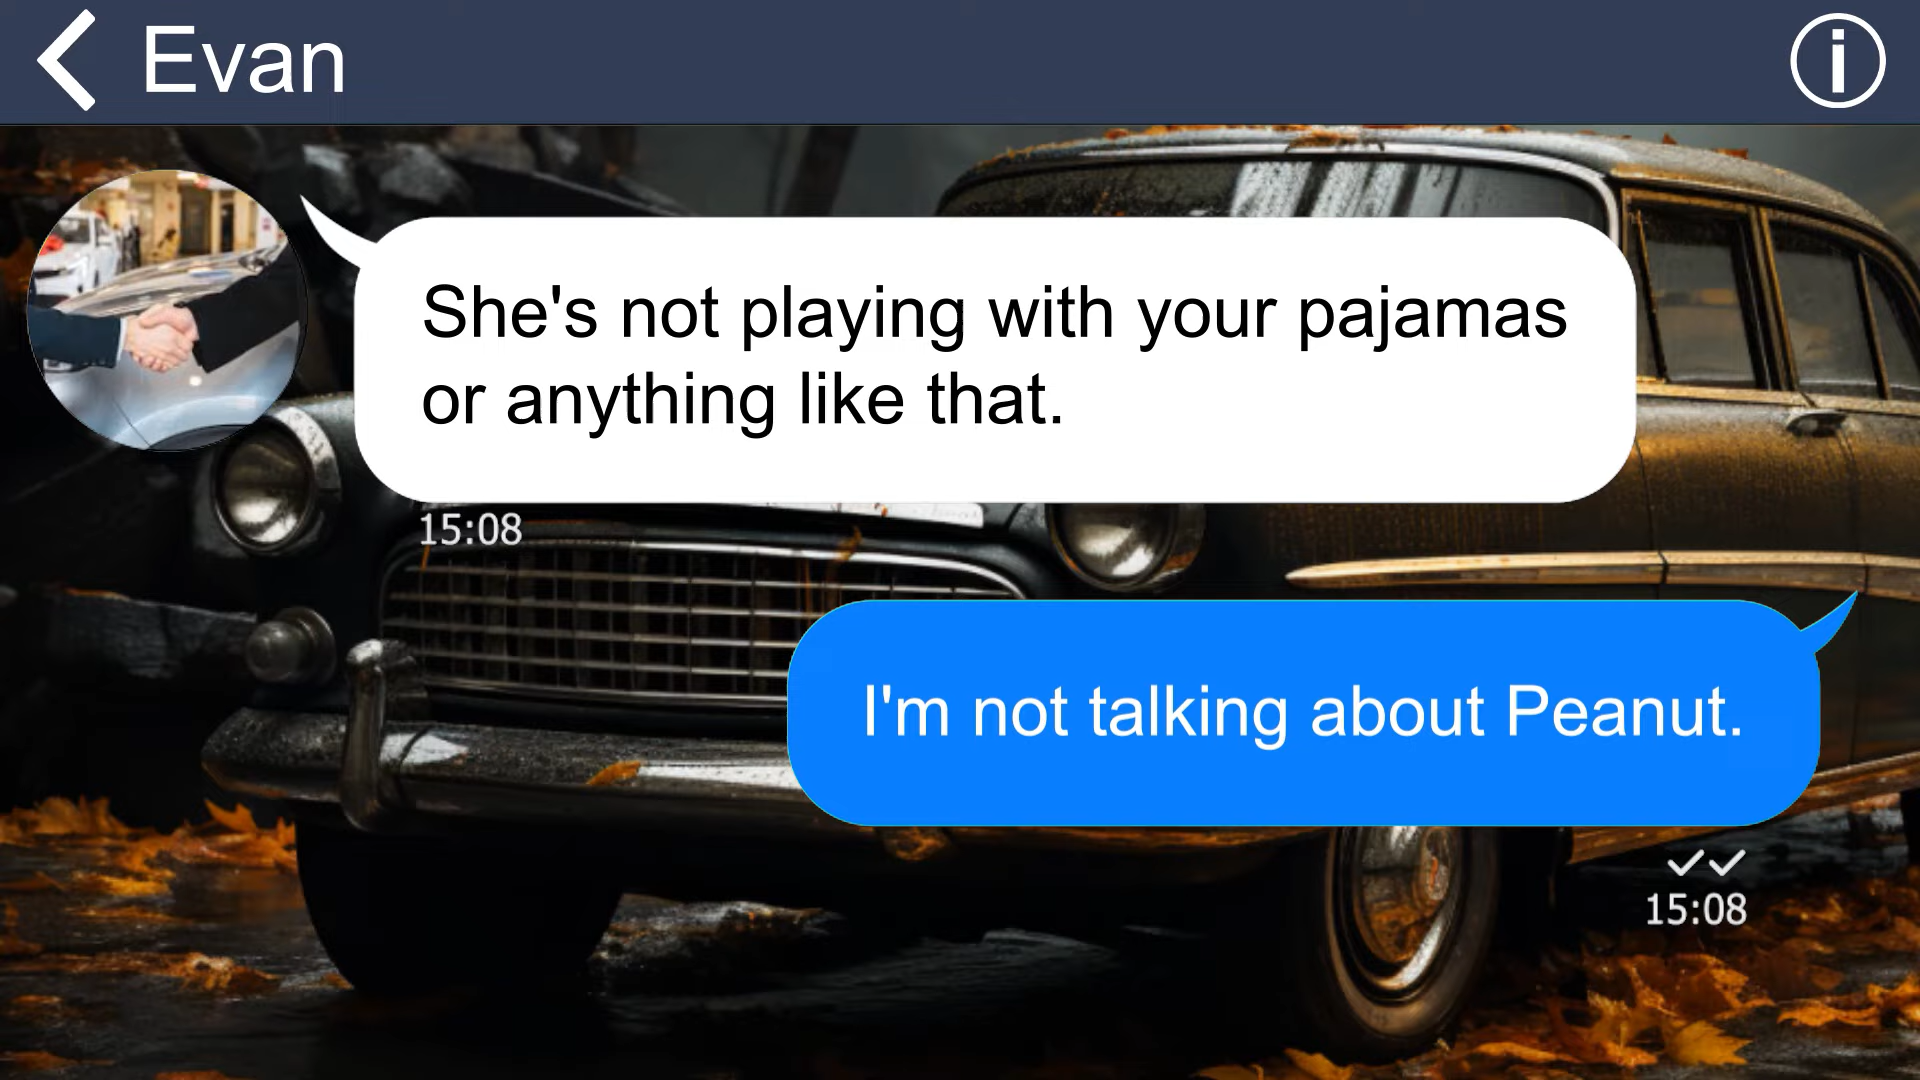 Evan
She's not playing with your pajamas
or anything like that.
15:08
I'm not talking about Peanut.
15:08